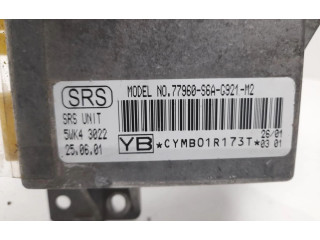 SRS
MODEL NO.77960-S6A-G921-M2
SRS UNIT
5WK4 3022
25.06.01
YB
*CYMB01R173T*
26/01
03 01